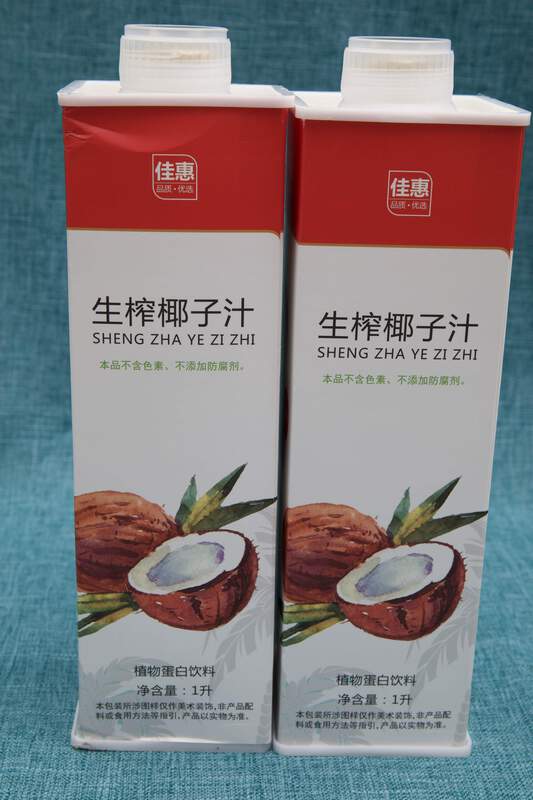 佳惠
品质·优选
生榨椰子汁
SHENG ZHA YE ZI ZHI
本品不含色素、不添加防腐剂。
植物蛋白饮料
净含量：1升
本包装所涉图样仅作美术装饰,非产品配
料或食用方法等指引,产品以实物为准。
佳惠
品质·优选
生榨椰子汁
SHENG ZHA YE ZI ZHI
本品不含色素、不添加防腐剂。
植物蛋白饮料
净含量：1升
本包装所涉图样仅作美术装饰,非产品配
料或食用方法等指引,产品以实物为准。